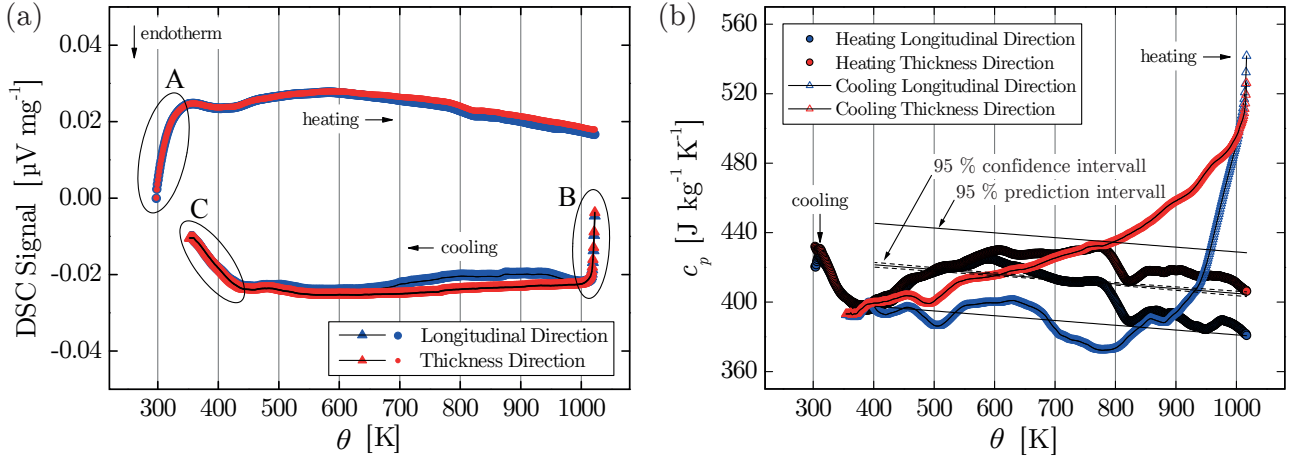 (a)
endotherm
A
B
C
heating
cooling
DSC Signal [µV mg⁻¹]
0.04
0.02
0.00
-0.02
-0.04
Longitudinal Direction
Thickness Direction
300 400 500 600 700 800 900 1000
θ [K]
(b)
Heating Longitudinal Direction
Heating Thickness Direction
Cooling Longitudinal Direction
Cooling Thickness Direction
heating
95 % confidence intervall
95 % prediction intervall
cooling
cₚ [J kg⁻¹ K⁻¹]
560
520
480
440
400
360
300 400 500 600 700 800 900 1000
θ [K]